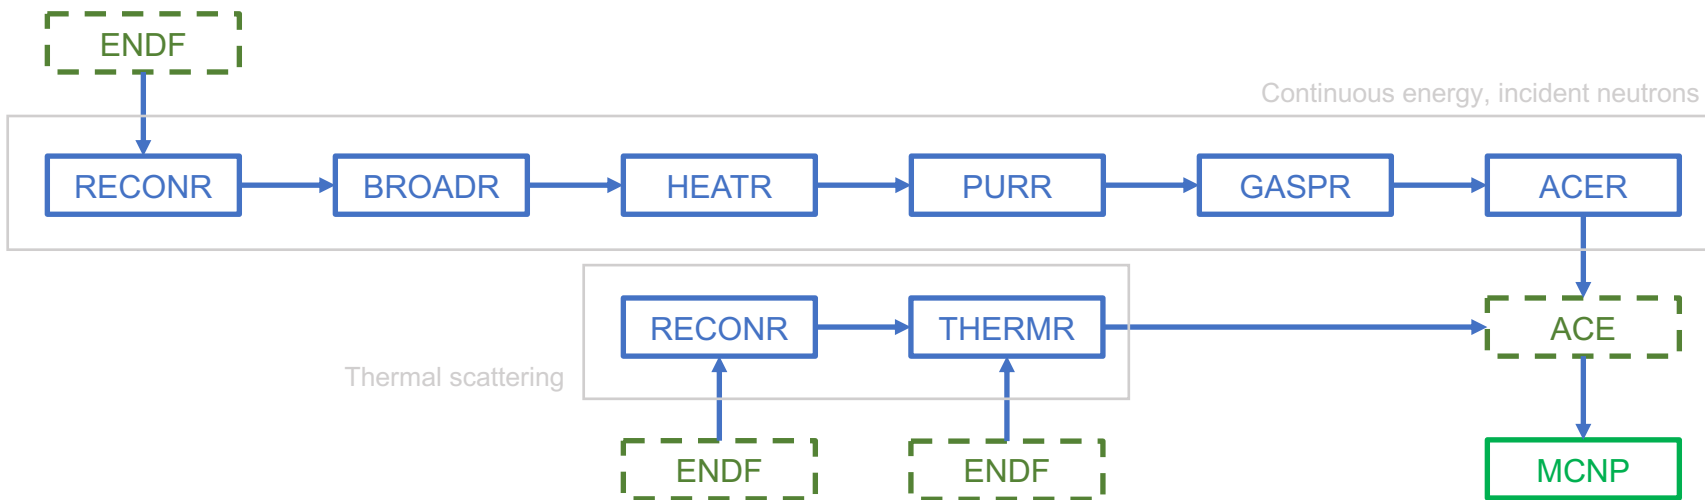 ENDF
Continuous energy, incident neutrons
RECONR
BROADR
HEATR
PURR
GASPR
ACER
RECONR
THERMR
ACE
Thermal scattering
ENDF
ENDF
MCNP